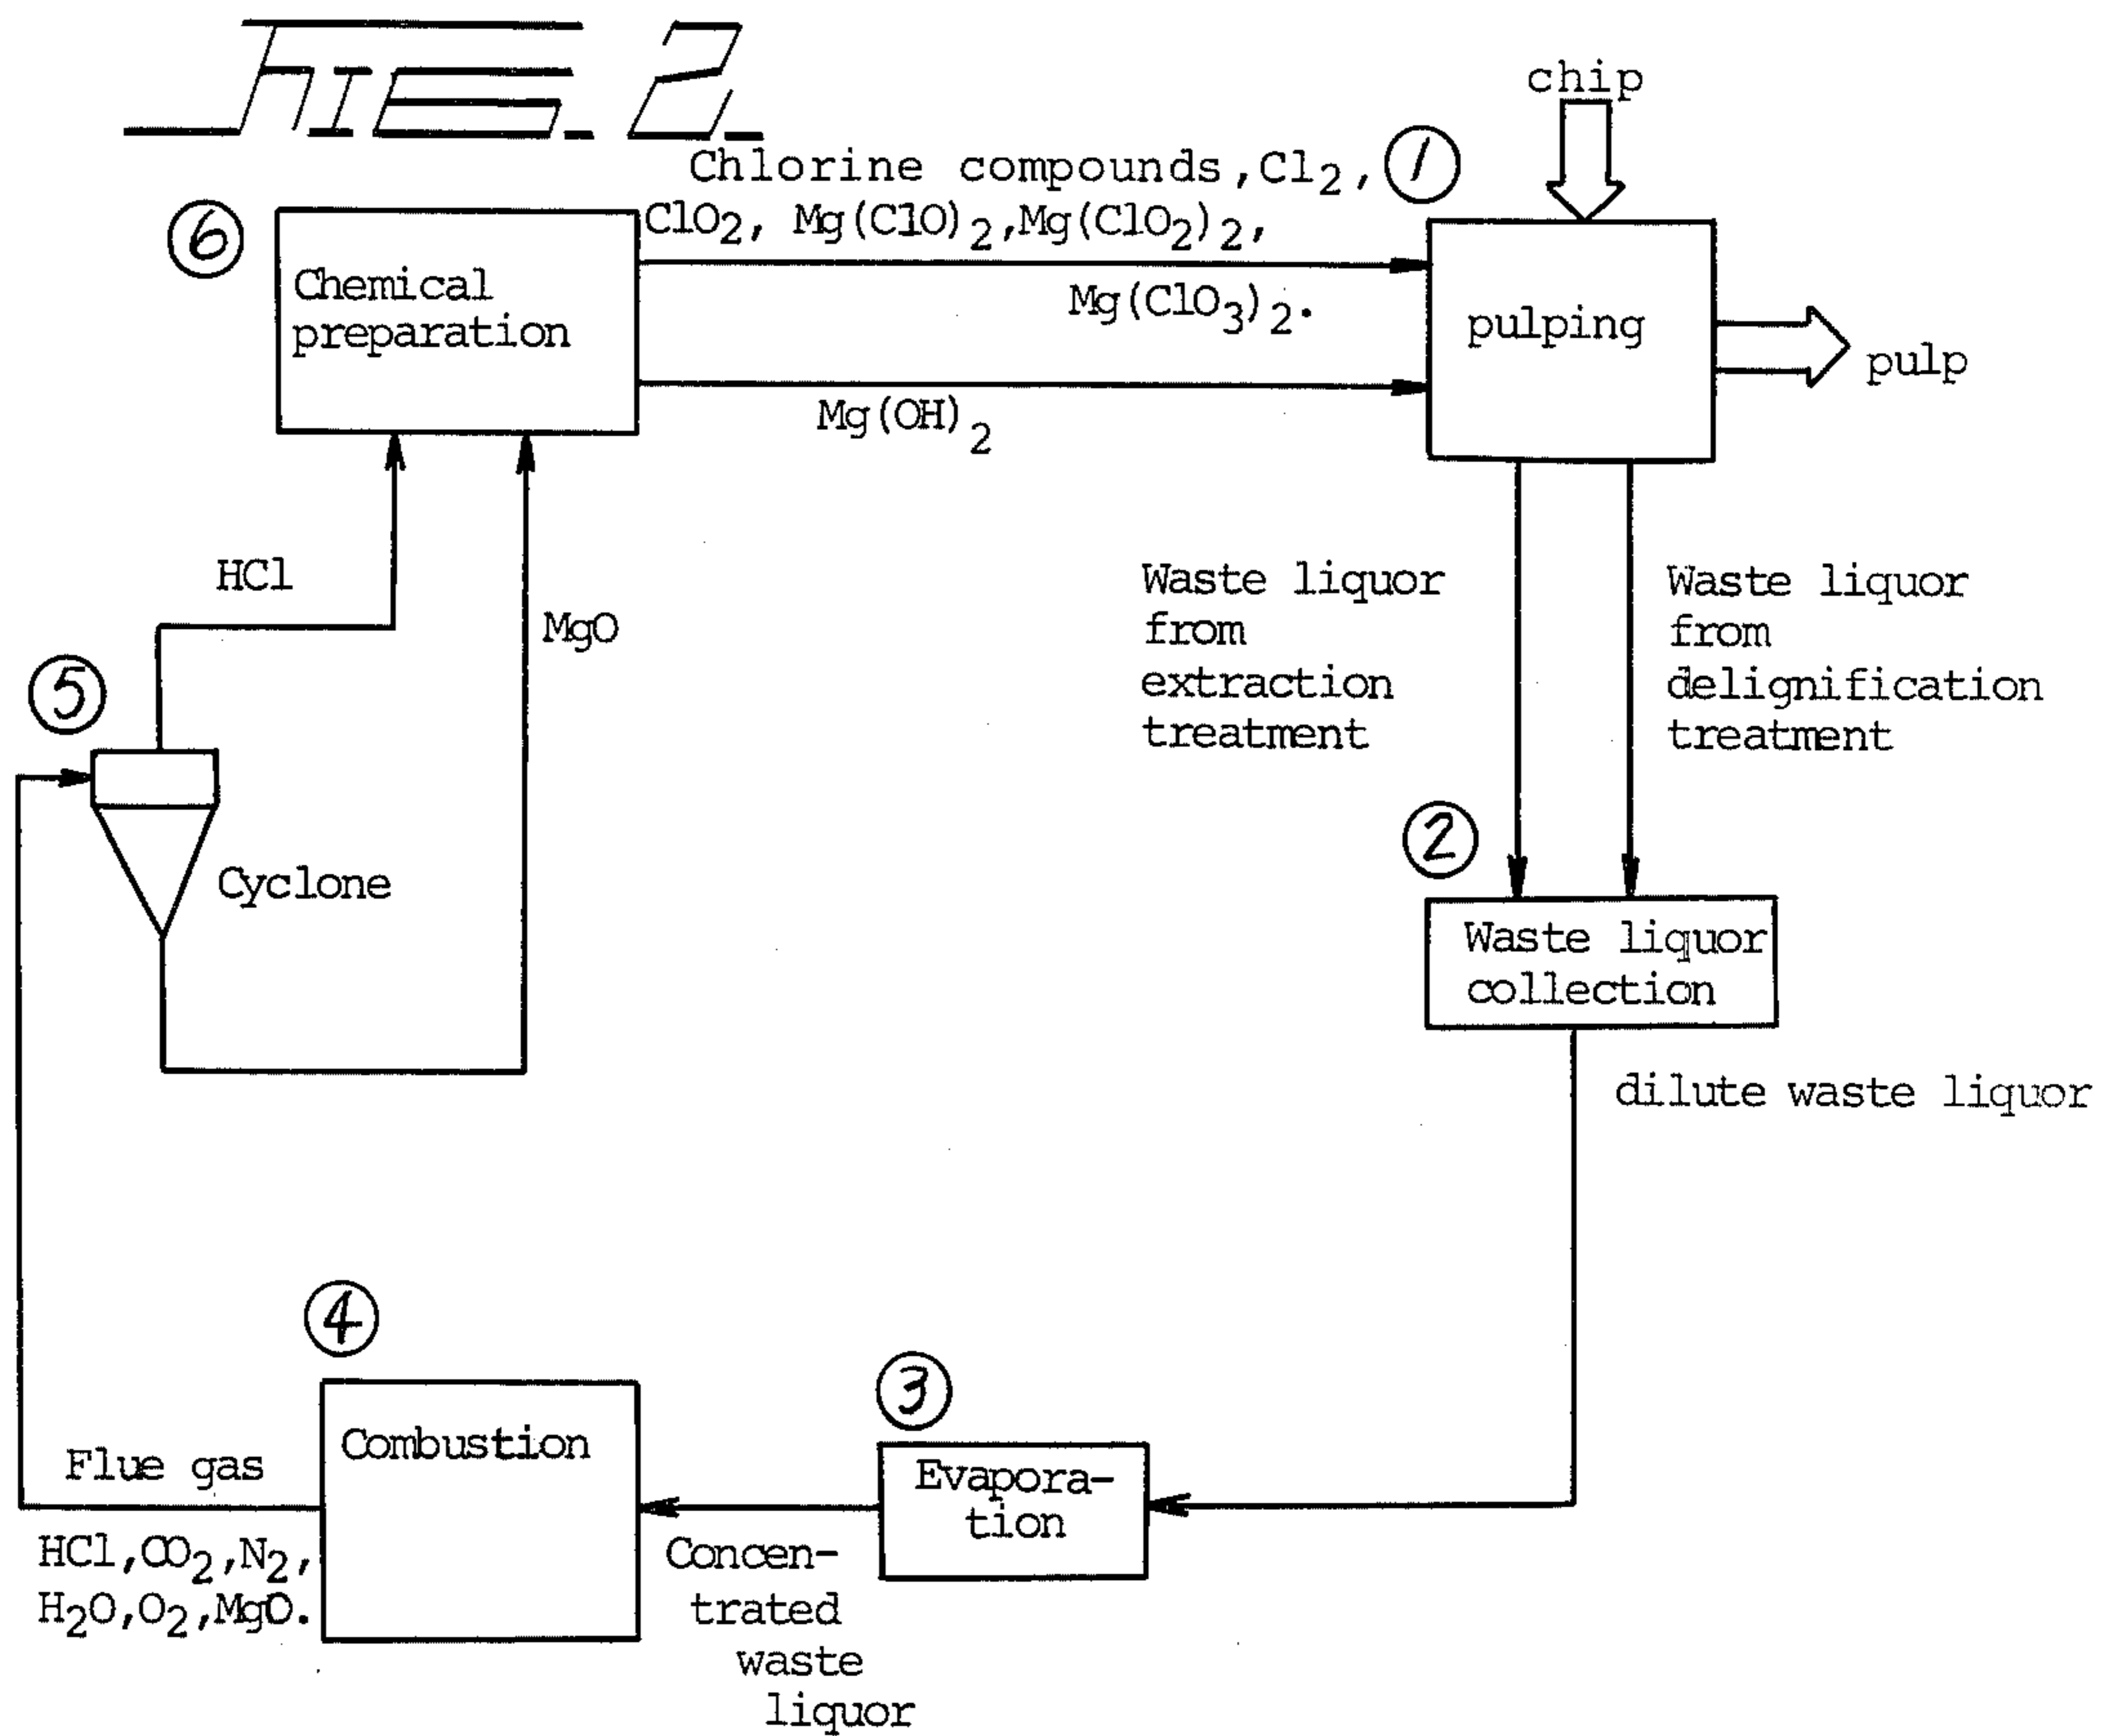 FIG. 2.
chip
Chlorine compounds, Cl₂, ①
ClO₂, Mg(ClO)₂, Mg(ClO₂)₂,
Mg(ClO₃)₂.
⑥
Chemical
preparation
pulping
pulp
Mg(OH)₂
HCl
MgO
Waste liquor
from
extraction
treatment
Waste liquor
from
delignification
treatment
⑤
Cyclone
②
Waste liquor
collection
dilute waste liquor
④
Combustion
③
Evapora-
tion
Flue gas
HCl, CO₂, N₂,
H₂O, O₂, MgO.
Concen-
trated
waste
liquor